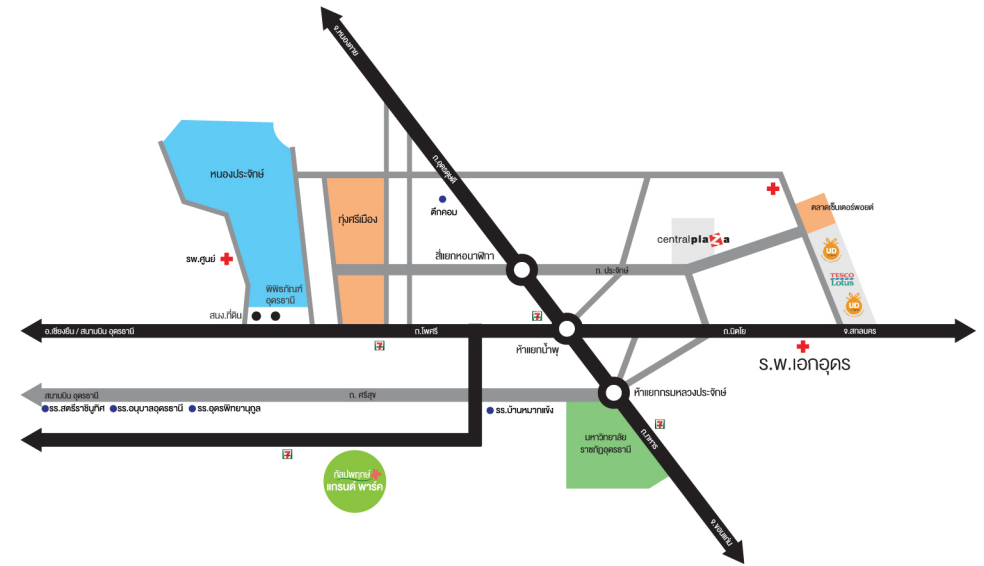 จ.หนองคาย
ถ.อุดรดุษฎี
หนองประจักษ์
ทุ่งศรีเมือง
ตึกคอม
ตลาดเซ็นเตอร์พอยต์
centralplaza
UD
สี่แยกหอนาฬิกา
ถ. ประจักษ์
รพ.ศูนย์
TESCO
Lotus
UD
พิพิธภัณฑ์
อุดรธานี
สนง.ที่ดิน
7
อ.เชียงยืน / สนามบิน อุดรธานี
ถ.โพศรี
ถ.นิตโย
จ.สกลนคร
7
ห้าแยกน้ำพุ
ร.พ.เอกอุดร
สนามบิน อุดรธานี
ถ. ศรีสุข
ห้าแยกกรมหลวงประจักษ์
รร.สตรีราชินูทิศ
รร.อนุบาลอุดรธานี
รร.อุดรพิทยานุกูล
รร.บ้านหมากแข้ง
7
ถ.ทหาร
มหาวิทยาลัย
ราชภัฏอุดรธานี
7
กัลปพฤกษ์
แกรนด์ พาร์ค
จ.ขอนแก่น